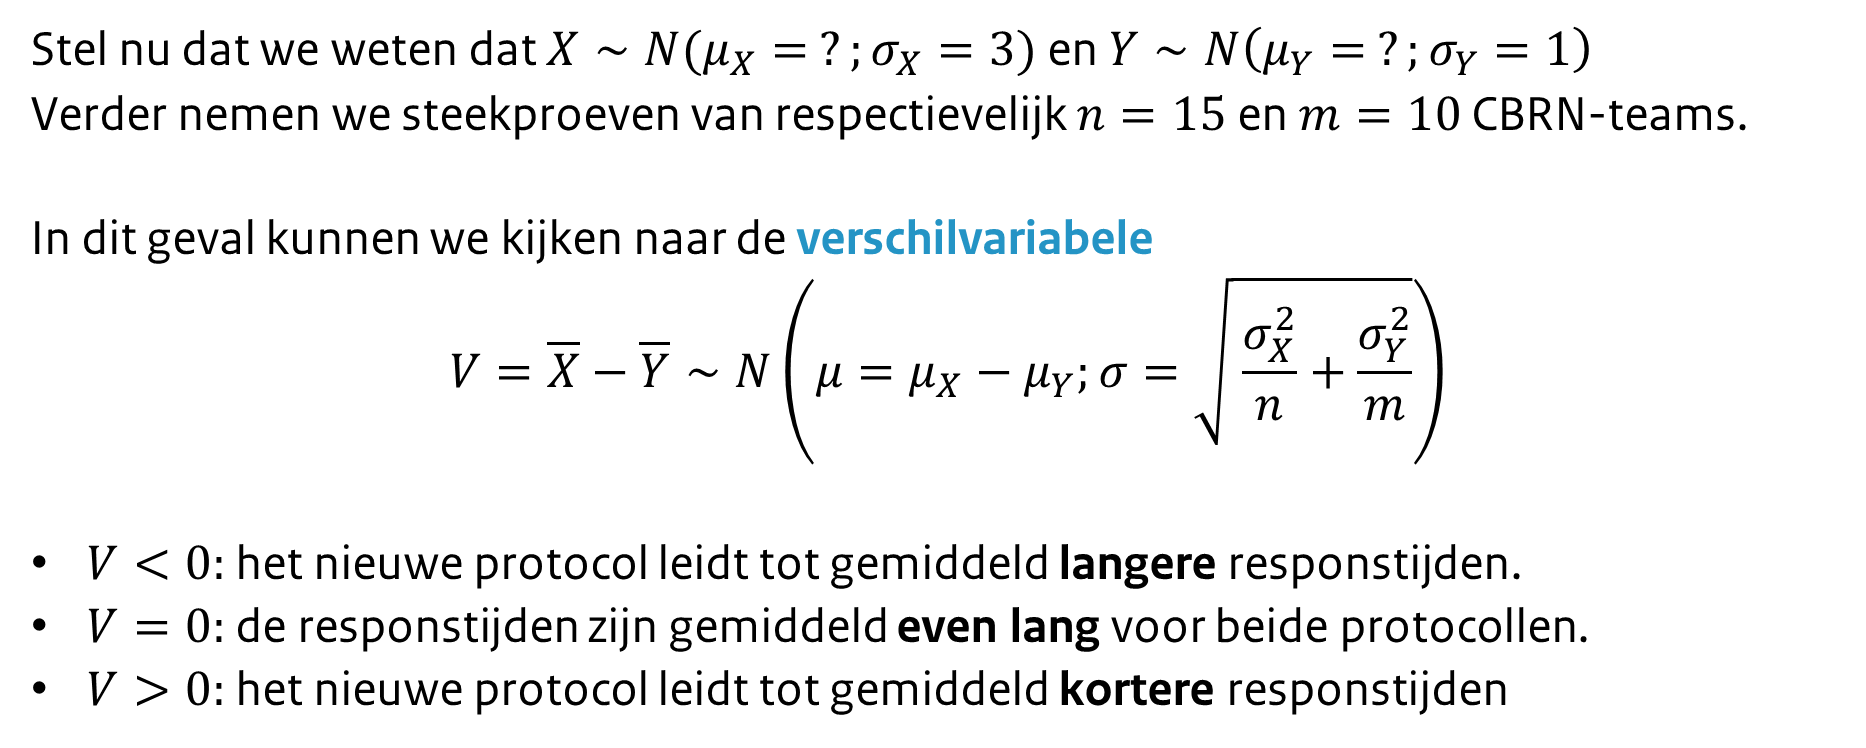 Stel nu dat we weten dat X ~ N(μ_X = ? ; σ_X = 3) en Y ~ N(μ_Y = ? ; σ_Y = 1)
Verder nemen we steekproeven van respectievelijk n = 15 en m = 10 CBRN-teams.
In dit geval kunnen we kijken naar de verschilvariabele
V = X̅ − Y̅ ~ N(μ = μ_X − μ_Y; σ = √(σ_X²/n + σ_Y²/m))
• V < 0: het nieuwe protocol leidt tot gemiddeld langere responstijden.
• V = 0: de responstijden zijn gemiddeld even lang voor beide protocollen.
• V > 0: het nieuwe protocol leidt tot gemiddeld kortere responstijden